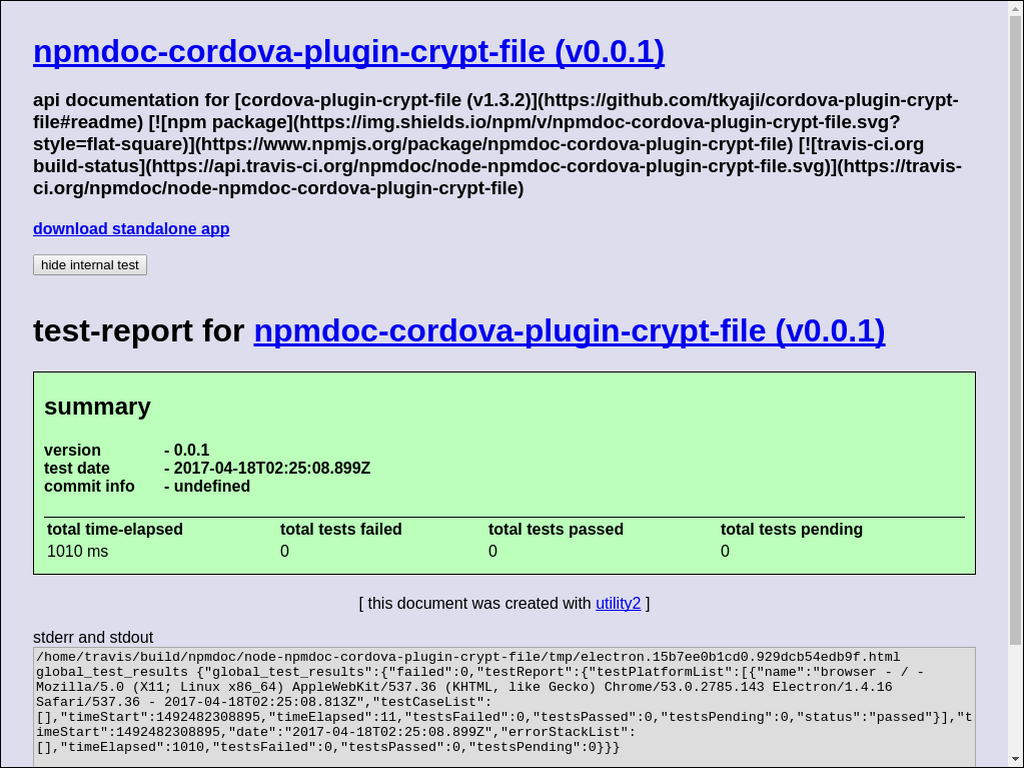 npmdoc-cordova-plugin-crypt-file (v0.0.1)
api documentation for [cordova-plugin-crypt-file (v1.3.2)](https://github.com/tkyaji/cordova-plugin-crypt-
file#readme) [![npm package](https://img.shields.io/npm/v/npmdoc-cordova-plugin-crypt-file.svg?
style=flat-square)](https://www.npmjs.org/package/npmdoc-cordova-plugin-crypt-file) [![travis-ci.org
build-status](https://api.travis-ci.org/npmdoc/node-npmdoc-cordova-plugin-crypt-file.svg)](https://travis-
ci.org/npmdoc/node-npmdoc-cordova-plugin-crypt-file)
download standalone app
hide internal test
test-report for npmdoc-cordova-plugin-crypt-file (v0.0.1)
summary
version - 0.0.1
test date - 2017-04-18T02:25:08.899Z
commit info - undefined
total time-elapsed total tests failed total tests passed total tests pending
1010 ms 0 0 0
[ this document was created with utility2 ]
stderr and stdout
/home/travis/build/npmdoc/node-npmdoc-cordova-plugin-crypt-file/tmp/electron.15b7ee0b1cd0.929dcb54edb9f.html
global_test_results {"global_test_results":{"failed":0,"testReport":{"testPlatformList":[{"name":"browser - / -
Mozilla/5.0 (X11; Linux x86_64) AppleWebKit/537.36 (KHTML, like Gecko) Chrome/53.0.2785.143 Electron/1.4.16
Safari/537.36 - 2017-04-18T02:25:08.813Z","testCaseList":
[],"timeStart":1492482308895,"timeElapsed":11,"testsFailed":0,"testsPassed":0,"testsPending":0,"status":"passed"}],"t
imeStart":1492482308895,"date":"2017-04-18T02:25:08.899Z","errorStackList":
[],"timeElapsed":1010,"testsFailed":0,"testsPassed":0,"testsPending":0}}}